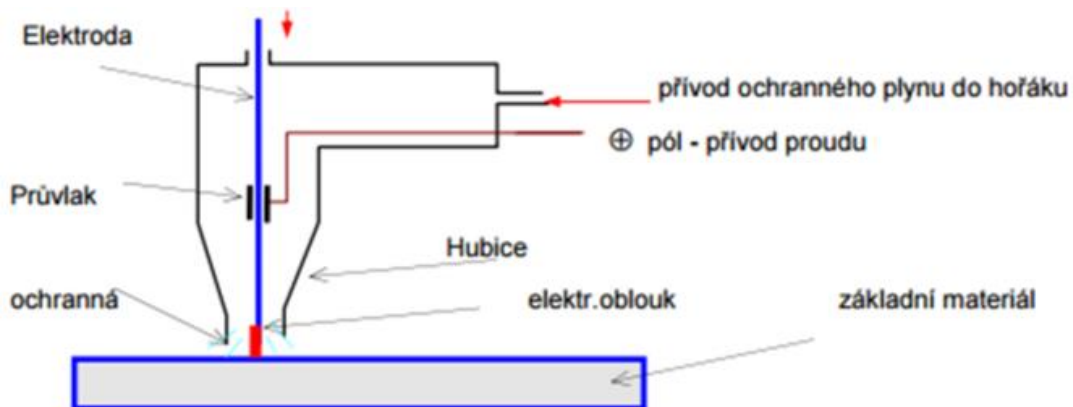 Elektroda
přívod ochranného plynu do hořáku
⊕ pól - přívod proudu
Průvlak
Hubice
ochranná
elektr.oblouk
základní materiál